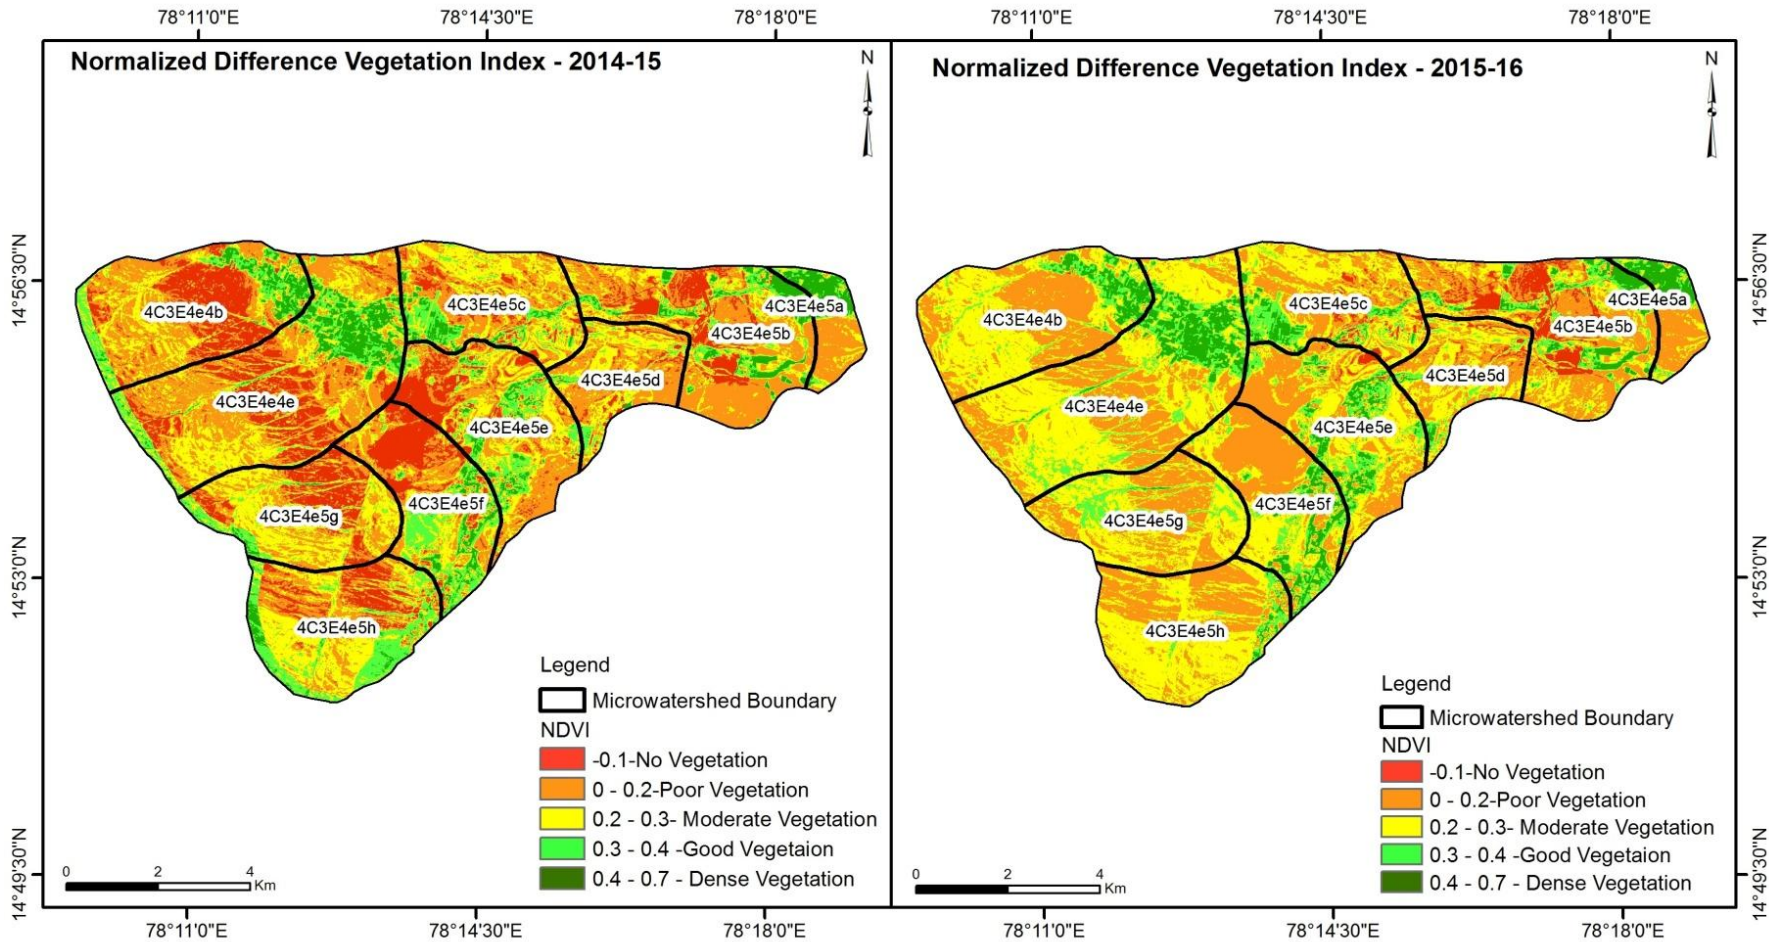 78°11'0"E
78°14'30"E
78°18'0"E
78°11'0"E
78°14'30"E
78°18'0"E
Normalized Difference Vegetation Index - 2014-15
N
14°56'30"N
14°53'0"N
14°49'30"N
4C3E4e4b
4C3E4e5c
4C3E4e5a
4C3E4e5b
4C3E4e5d
4C3E4e4e
4C3E4e5e
4C3E4e5f
4C3E4e5g
4C3E4e5h
Legend
Microwatershed Boundary
NDVI
-0.1-No Vegetation
0 - 0.2-Poor Vegetation
0.2 - 0.3- Moderate Vegetation
0.3 - 0.4 -Good Vegetaion
0.4 - 0.7 - Dense Vegetation
0 2 4
Km
Normalized Difference Vegetation Index - 2015-16
N
4C3E4e4b
4C3E4e5c
4C3E4e5a
4C3E4e5b
4C3E4e5d
4C3E4e4e
4C3E4e5e
4C3E4e5f
4C3E4e5g
4C3E4e5h
Legend
Microwatershed Boundary
NDVI
-0.1-No Vegetation
0 - 0.2-Poor Vegetation
0.2 - 0.3- Moderate Vegetation
0.3 - 0.4 -Good Vegetaion
0.4 - 0.7 - Dense Vegetation
0 2 4
Km
14°56'30"N
14°53'0"N
14°49'30"N
78°11'0"E
78°14'30"E
78°18'0"E
78°11'0"E
78°14'30"E
78°18'0"E